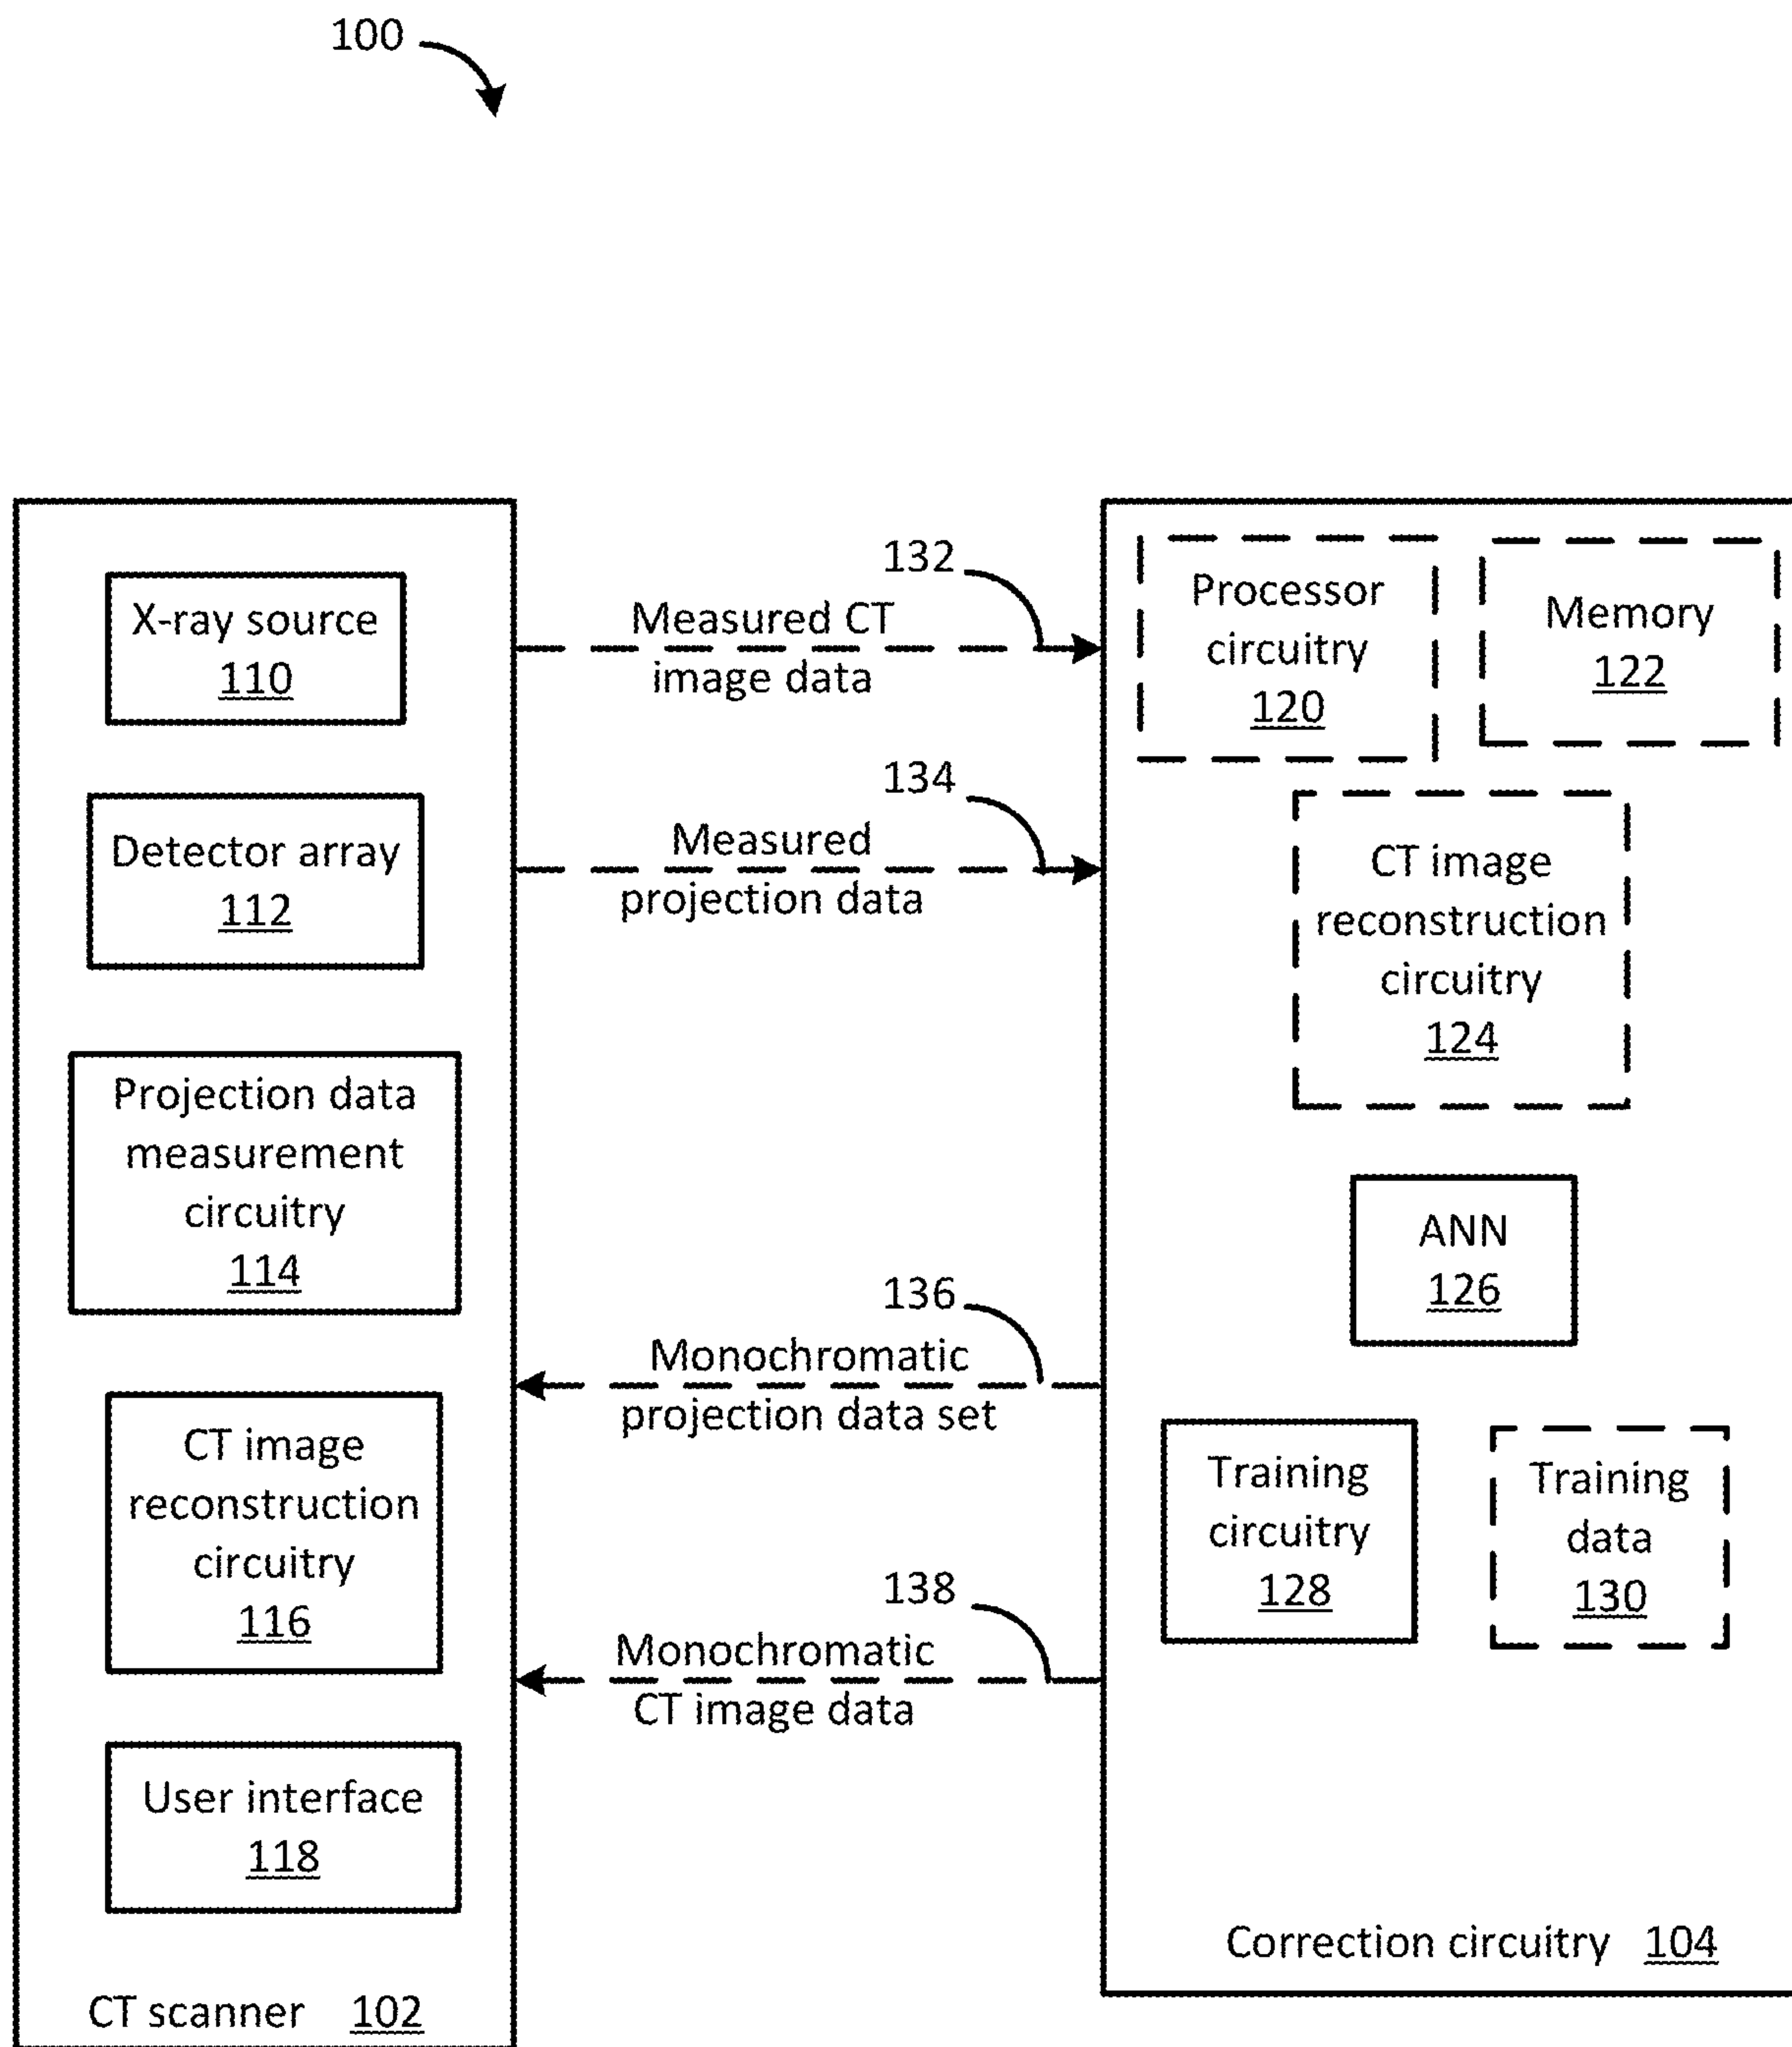 100
X-ray source
110
Detector array
112
Projection data
measurement
circuitry
114
CT image
reconstruction
circuitry
116
User interface
118
CT scanner 102
132
Measured CT
image data
134
Measured
projection data
136
Monochromatic
projection data set
138
Monochromatic
CT image data
Processor
circuitry
120
Memory
122
CT image
reconstruction
circuitry
124
ANN
126
Training
circuitry
128
Training
data
130
Correction circuitry 104